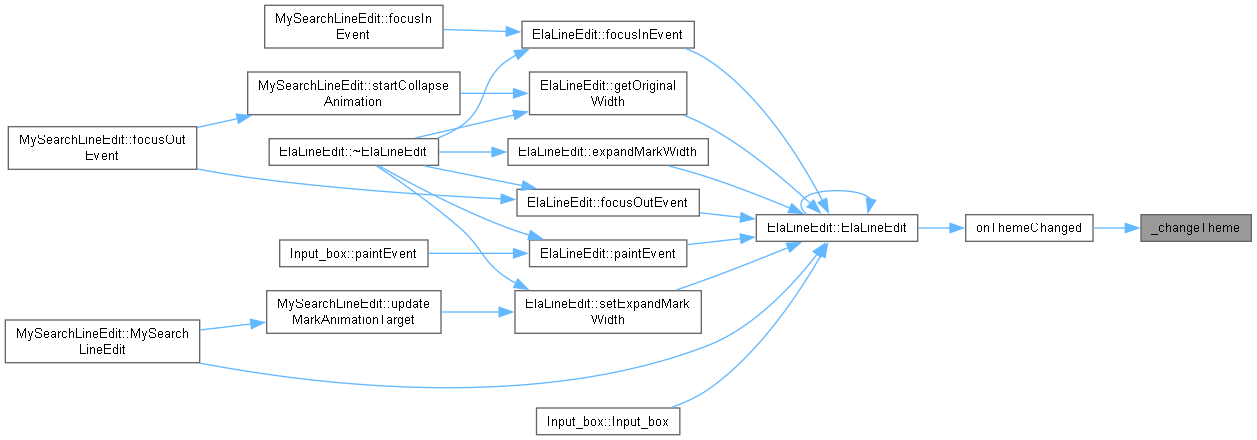 MySearchLineEdit::focusIn
Event
ElaLineEdit::focusInEvent
MySearchLineEdit::startCollapse
Animation
ElaLineEdit::getOriginal
Width
MySearchLineEdit::focusOut
Event
ElaLineEdit::~ElaLineEdit
ElaLineEdit::expandMarkWidth
ElaLineEdit::focusOutEvent
ElaLineEdit::ElaLineEdit
onThemeChanged
_changeTheme
Input_box::paintEvent
ElaLineEdit::paintEvent
MySearchLineEdit::update
MarkAnimationTarget
ElaLineEdit::setExpandMark
Width
MySearchLineEdit::MySearch
LineEdit
Input_box::Input_box